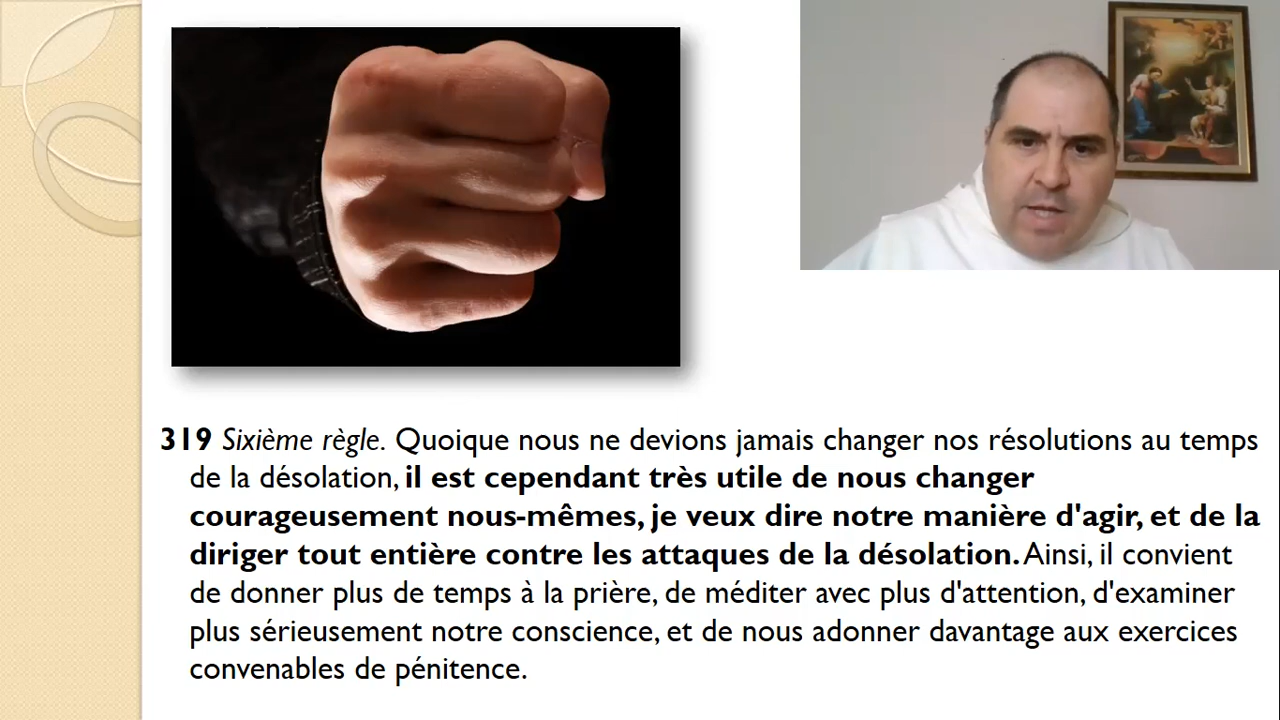 319 Sixième règle. Quoique nous ne devions jamais changer nos résolutions au temps
de la désolation, il est cependant très utile de nous changer
courageusement nous-mêmes, je veux dire notre manière d'agir, et de la
diriger tout entière contre les attaques de la désolation. Ainsi, il convient
de donner plus de temps à la prière, de méditer avec plus d'attention, d'examiner
plus sérieusement notre conscience, et de nous adonner davantage aux exercices
convenables de pénitence.